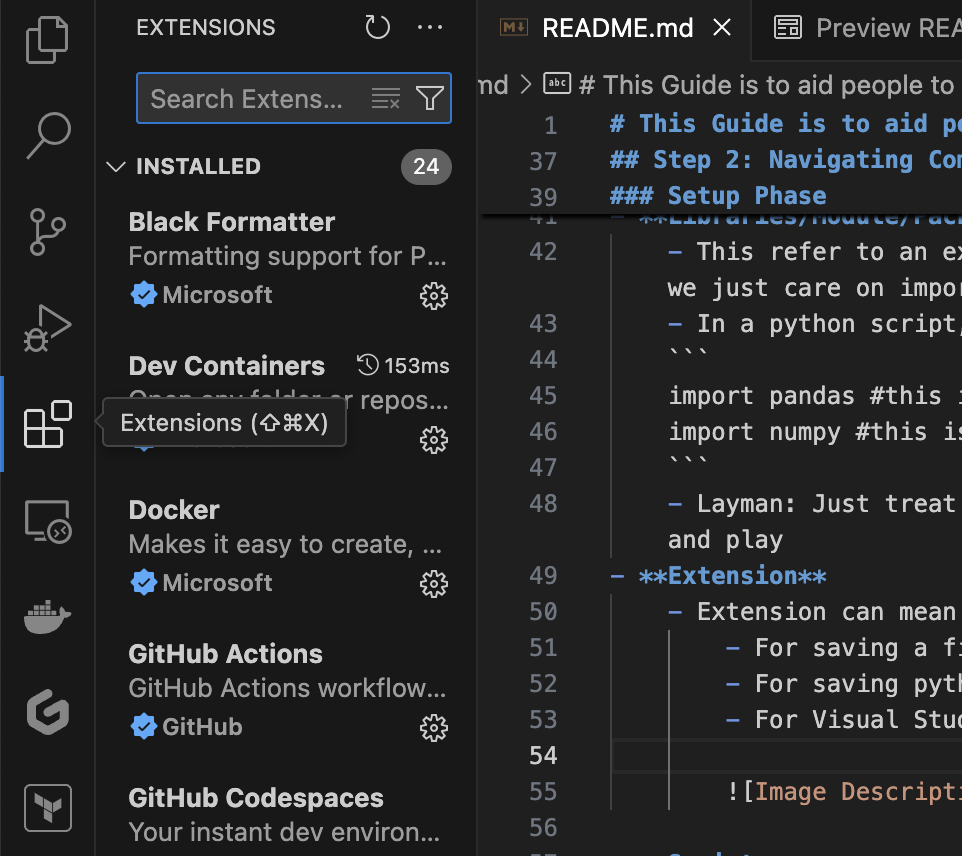 EXTENSIONS
Search Extens...
INSTALLED 24
Black Formatter
Formatting support for P...
Microsoft
Dev Containers 153ms
Open any folder or repos...
Extensions (⇧⌘X)
Docker
Makes it easy to create, ...
Microsoft
GitHub Actions
GitHub Actions workflow...
GitHub
GitHub Codespaces
Your instant dev environ...
README.md
Preview REA
md > abc # This Guide is to aid people to
1 # This Guide is to aid pe
37 ## Step 2: Navigating Com
39 ### Setup Phase
41 - **Libraries/Module/Pac
42 - This refer to an ex
we just care on impor
43 - In a python script,
44 ```
45 import pandas #this i
46 import numpy #this is
47 ```
48 - Layman: Just treat
and play
49 - **Extension**
50 - Extension can mean
51 - For saving a fi
52 - For saving pyth
53 - For Visual Stud
54
55 ![Image Descripti
56